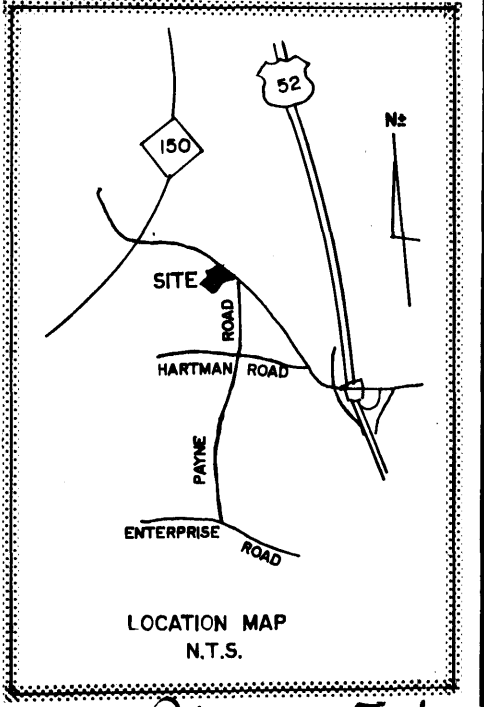 52
N±
150
SITE
ROAD
HARTMAN ROAD
PAYNE
ENTERPRISE ROAD
LOCATION MAP
N.T.S.